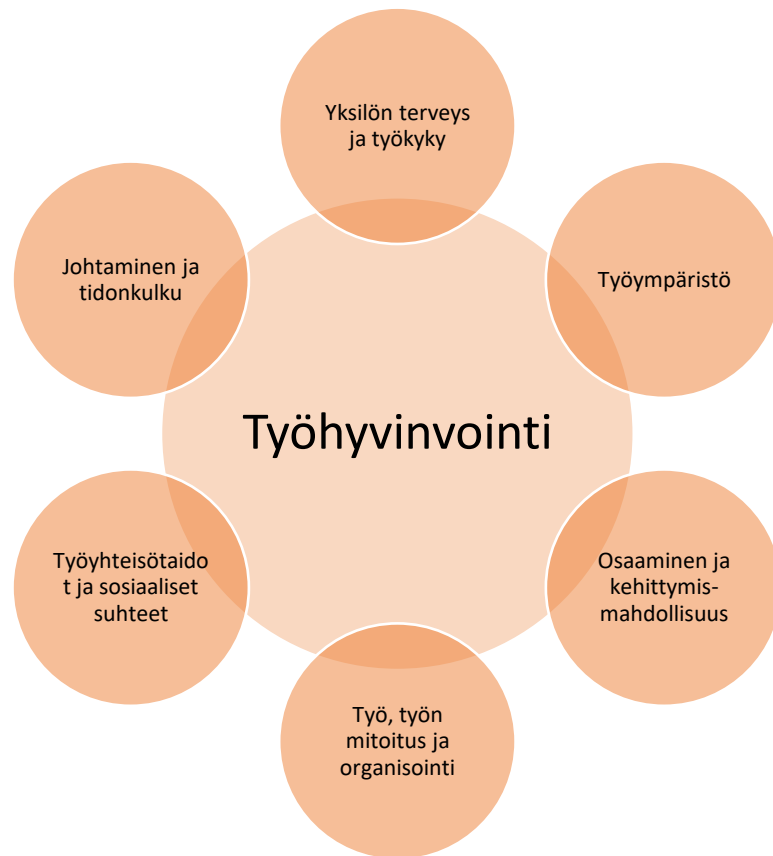 Yksilön terveys
ja työkyky
Johtaminen ja
tidonkulku
Työympäristö
Työhyvinvointi
Työyhteisötaido
t ja sosiaaliset
suhteet
Osaaminen ja
kehittymis-
mahdollisuus
Työ, työn
mitoitus ja
organisointi